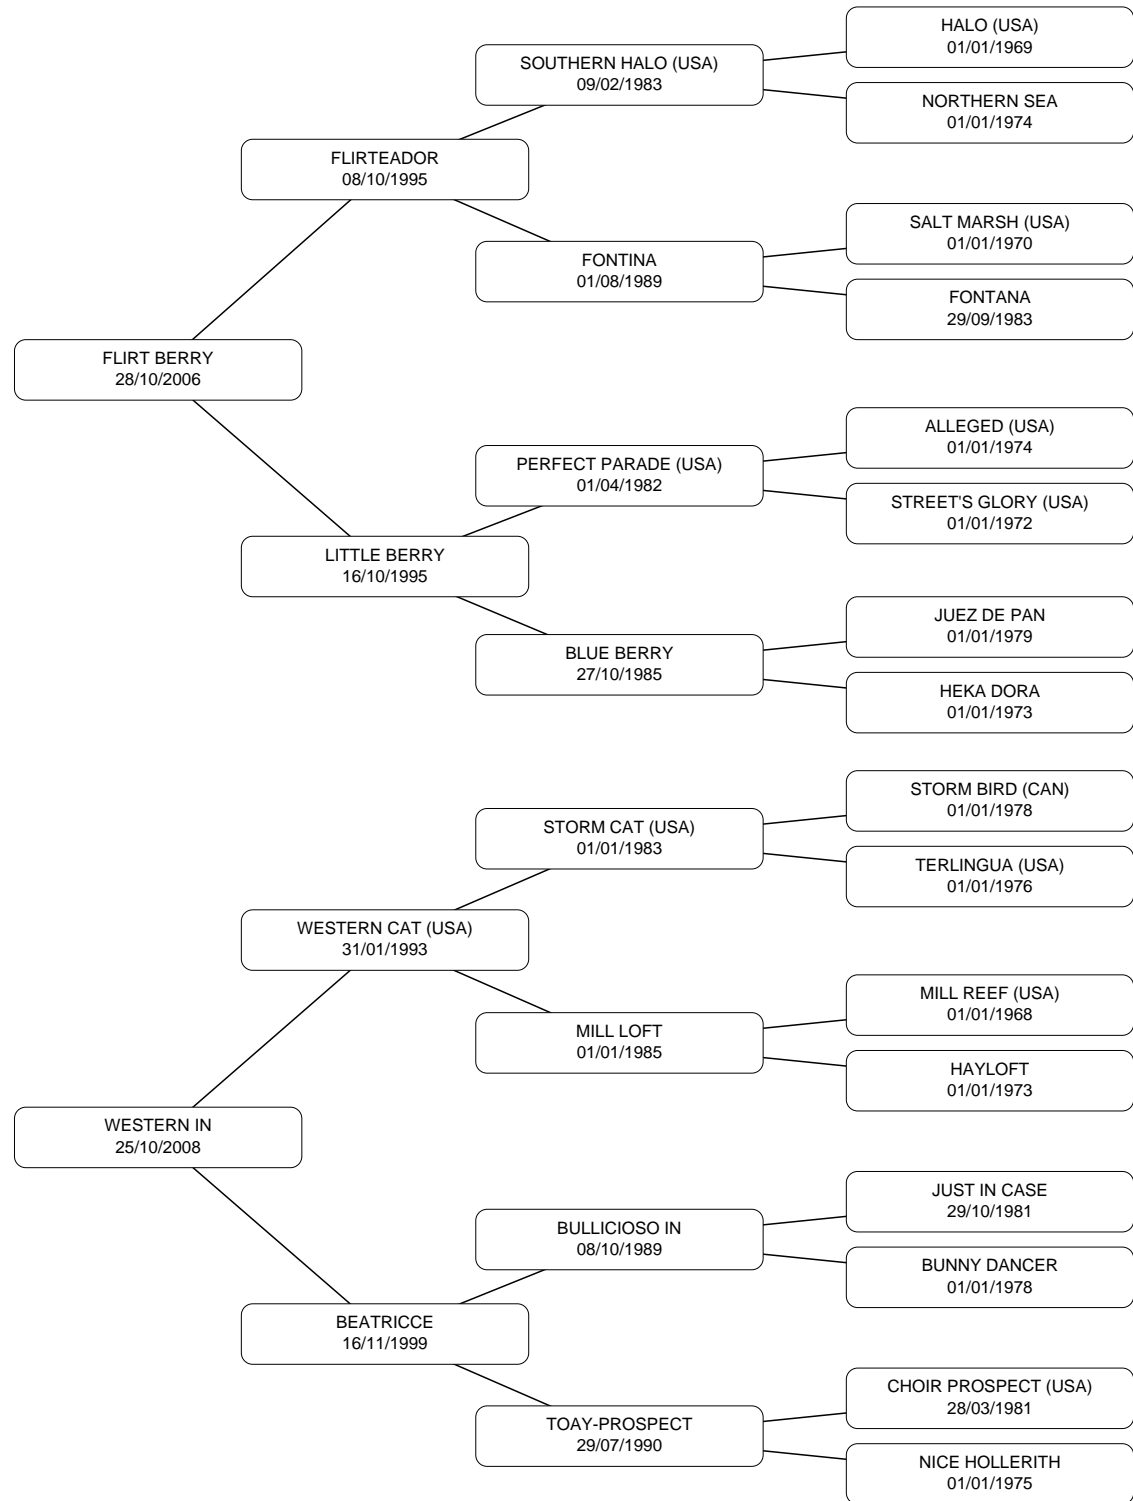 HALO (USA)
01/01/1969
SOUTHERN HALO (USA)
09/02/1983
NORTHERN SEA
01/01/1974
FLIRTEADOR
08/10/1995
SALT MARSH (USA)
01/01/1970
FONTINA
01/08/1989
FONTANA
29/09/1983
FLIRT BERRY
28/10/2006
ALLEGED (USA)
01/01/1974
PERFECT PARADE (USA)
01/04/1982
STREET'S GLORY (USA)
01/01/1972
LITTLE BERRY
16/10/1995
JUEZ DE PAN
01/01/1979
BLUE BERRY
27/10/1985
HEKA DORA
01/01/1973
STORM BIRD (CAN)
01/01/1978
STORM CAT (USA)
01/01/1983
TERLINGUA (USA)
01/01/1976
WESTERN CAT (USA)
31/01/1993
MILL REEF (USA)
01/01/1968
MILL LOFT
01/01/1985
HAYLOFT
01/01/1973
WESTERN IN
25/10/2008
JUST IN CASE
29/10/1981
BULLICIOSO IN
08/10/1989
BUNNY DANCER
01/01/1978
BEATRICCE
16/11/1999
CHOIR PROSPECT (USA)
28/03/1981
TOAY-PROSPECT
29/07/1990
NICE HOLLERITH
01/01/1975